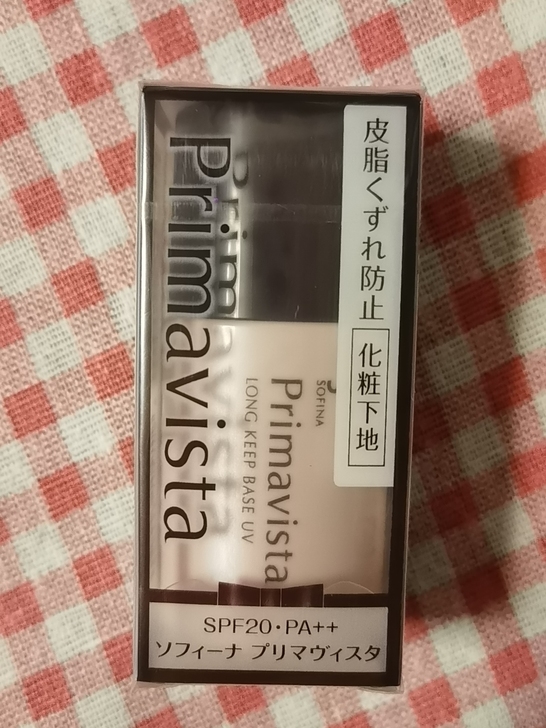 皮脂くずれ防止 化粧下地
Primavista
SOFINA
Primavista
LONG KEEP BASE UV
SPF20・PA++
ソフィーナ プリマヴィスタ